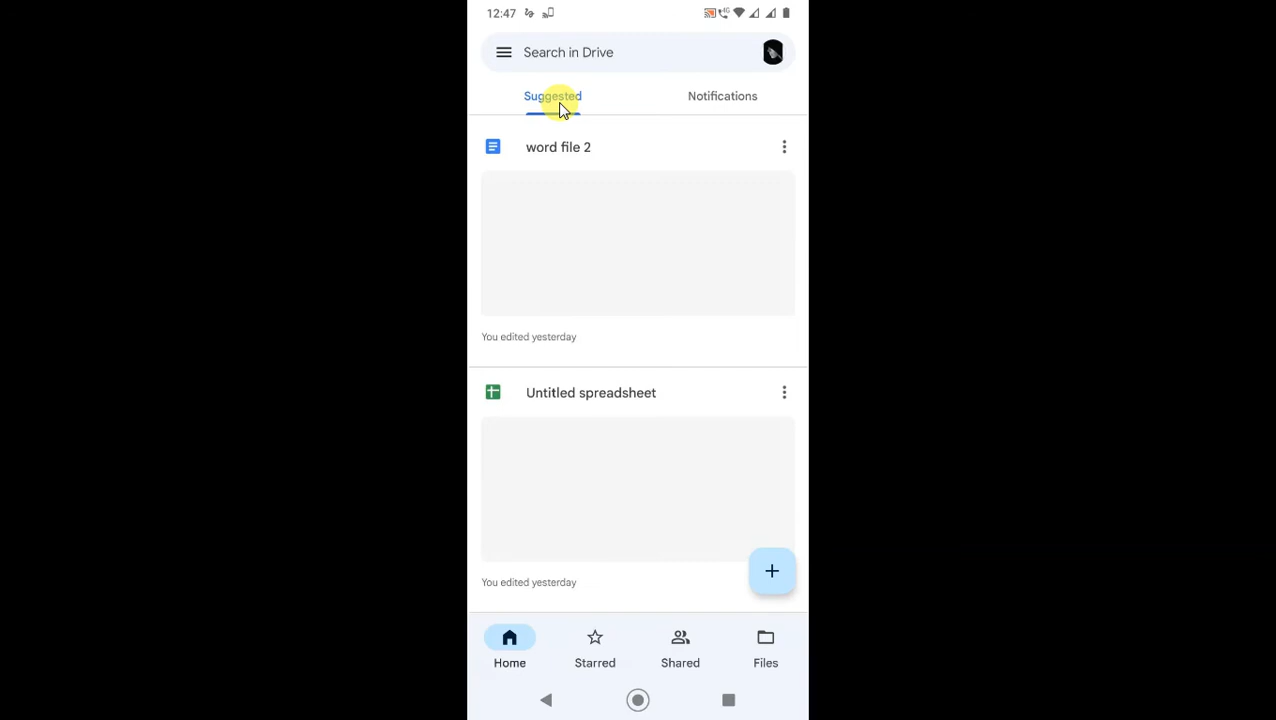 12:47
Search in Drive
Suggested
Notifications
word file 2
You edited yesterday
Untitled spreadsheet
You edited yesterday
Home
Starred
Shared
Files